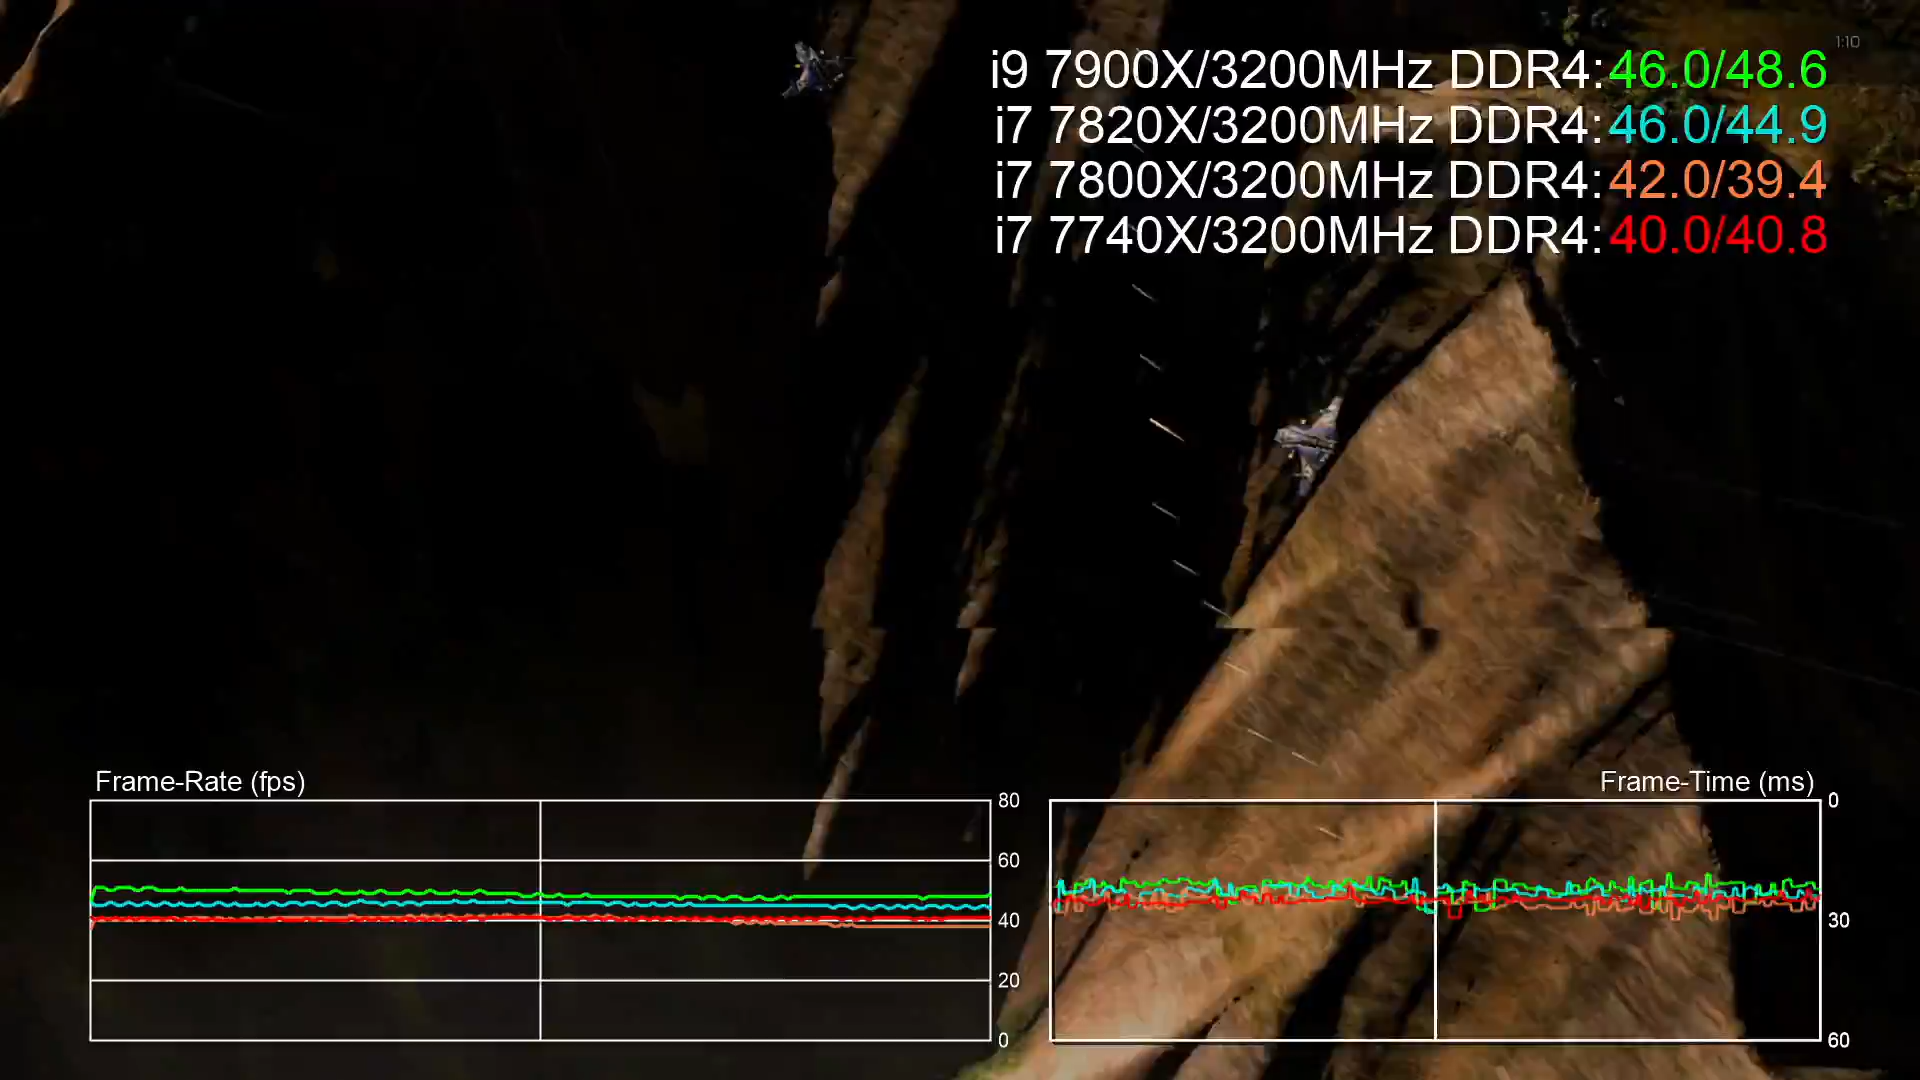 1:10
i9 7900X/3200MHz DDR4:46.0/48.6
i7 7820X/3200MHz DDR4:46.0/44.9
i7 7800X/3200MHz DDR4:42.0/39.4
i7 7740X/3200MHz DDR4:40.0/40.8
Frame-Rate (fps)
80
60
40
20
0
Frame-Time (ms)
0
30
60